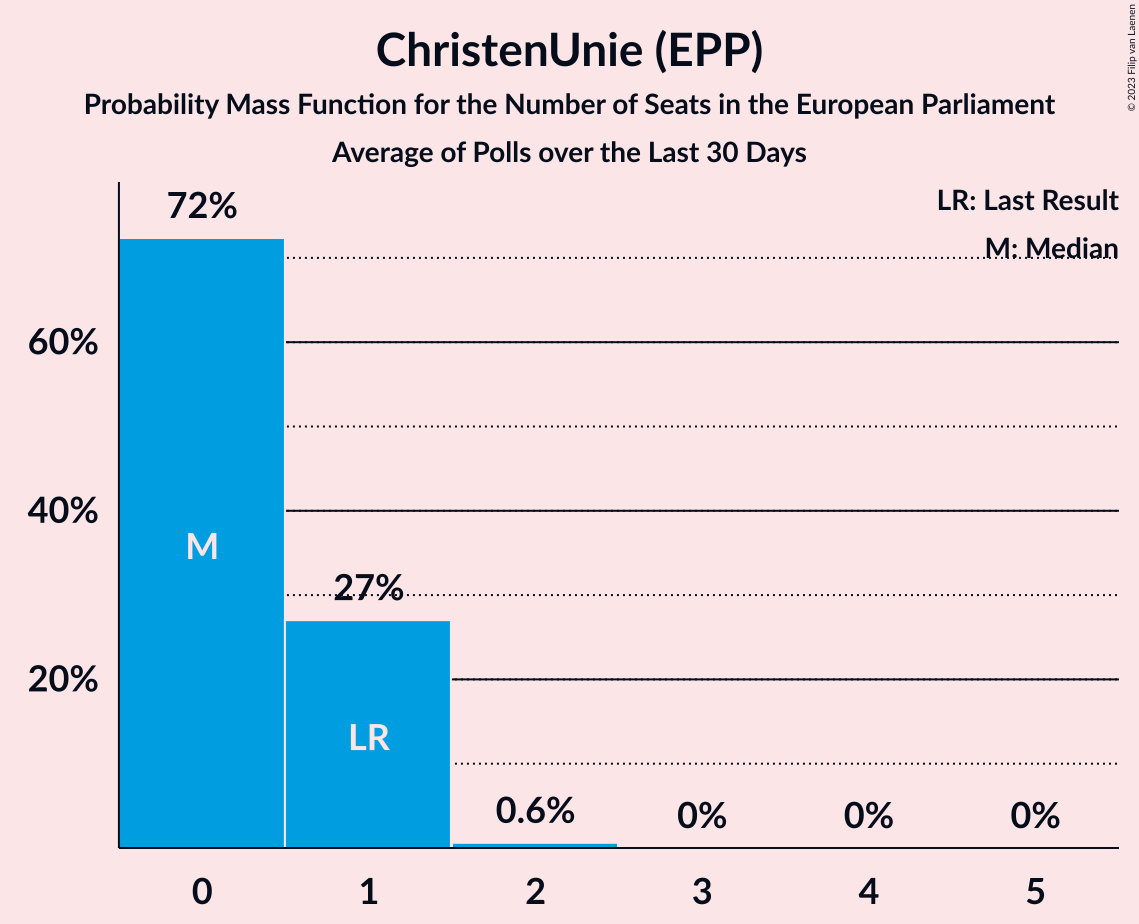 ChristenUnie (EPP)
Probability Mass Function for the Number of Seats in the European Parliament
Average of Polls over the Last 30 Days
© 2023 Filip van Laenen
LR: Last Result
M: Median
72%
60%
40%
20%
M
27%
LR
0.6%
0%
0%
0%
0
1
2
3
4
5